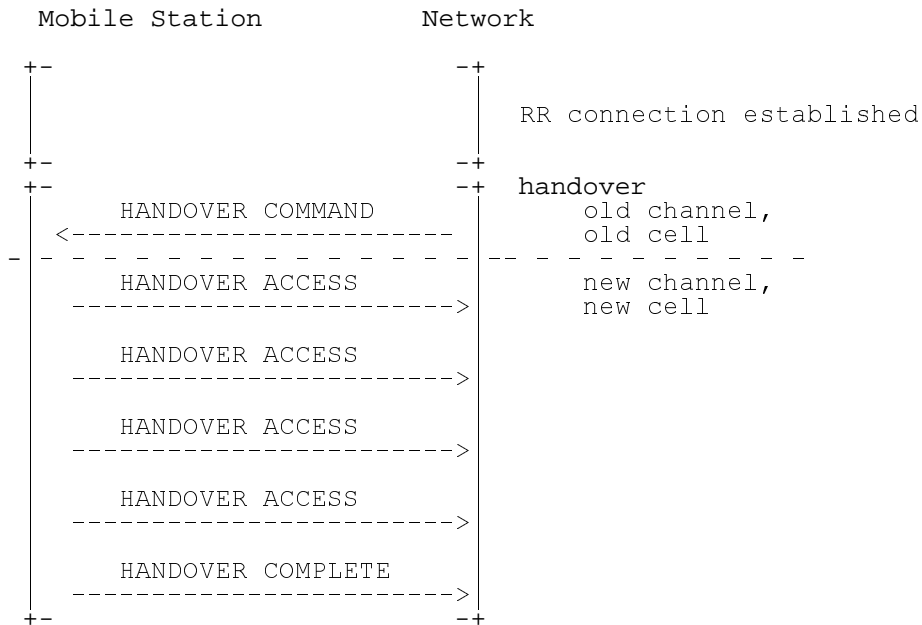 Mobile Station Network
RR connection established
handover
HANDOVER COMMAND old channel,
old cell
HANDOVER ACCESS new channel,
new cell
HANDOVER ACCESS
HANDOVER ACCESS
HANDOVER ACCESS
HANDOVER COMPLETE